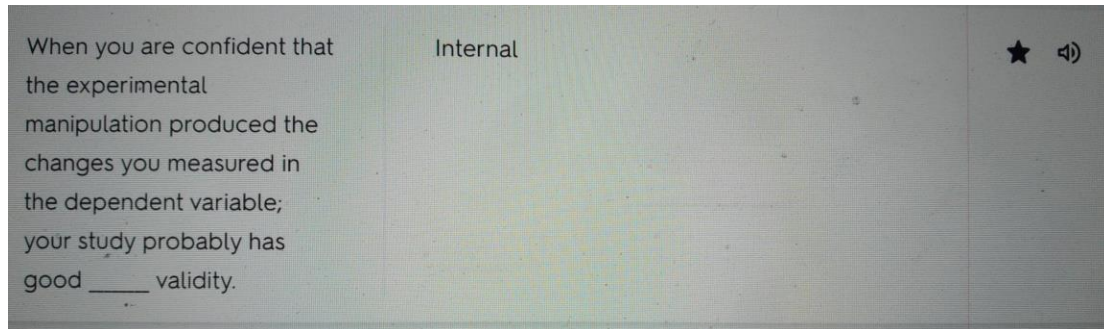 When you are confident that
the experimental
manipulation produced the
changes you measured in
the dependent variable;
your study probably has
good _____ validity.
Internal